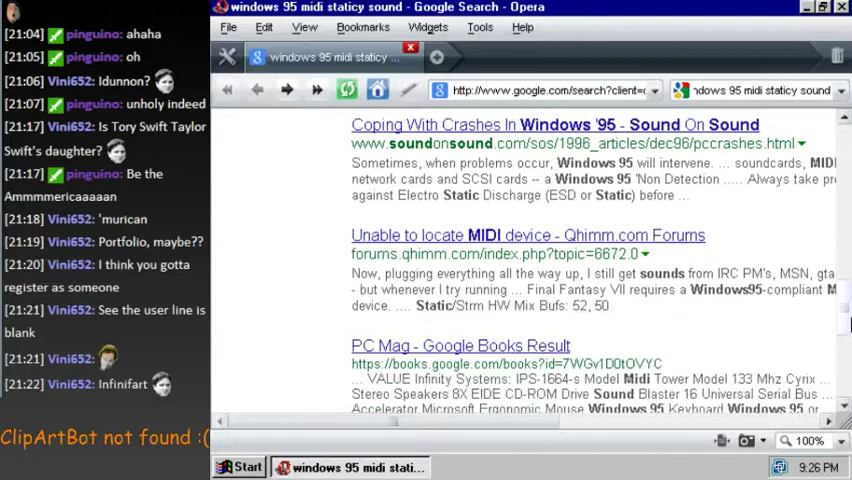 [21:04] pinguino: ahaha
[21:05] pinguino: oh
[21:06] Vini652: Idunnon?
[21:07] pinguino: unholy indeed
[21:17] Vini652: Is Tory Swift Taylor
Swift's daughter?
[21:17] pinguino: Be the
Ammmmericaaaaan
[21:18] Vini652: 'murican
[21:19] Vini652: Portfolio, maybe??
[21:20] Vini652: I think you gotta
register as someone
[21:21] Vini652: See the user line is
blank
[21:21] Vini652:
[21:22] Vini652: Infinifart
ClipArtBot not found :(
windows 95 midi staticy sound - Google Search - Opera
File Edit View Bookmarks Widgets Tools Help
windows 95 midi staticy ...
http://www.google.com/search?client=o
ndows 95 midi staticy sound
Coping With Crashes In Windows '95 - Sound On Sound
www.soundonsound.com/sos/1996_articles/dec96/pccrashes.html
Sometimes, when problems occur, Windows 95 will intervene. ... soundcards, MIDI
network cards and SCSI cards -- a Windows 95 'Non Detection ..... Always take pr
against Electro Static Discharge (ESD or Static) before ...
Unable to locate MIDI device - Qhimm.com Forums
forums.qhimm.com/index.php?topic=6672.0
Now, plugging everything all the way up, I still get sounds from IRC PM's, MSN, gta
- but whenever I try running ... Final Fantasy VII requires a Windows95-compliant M
device. .... Static/Strm HW Mix Bufs: 52, 50
PC Mag - Google Books Result
https://books.google.com/books?id=7WGv1D0tOVYC
... VALUE Infinity Systems: IPS-1664-s Model Midi Tower Model 133 Mhz Cyrix ...
Stereo Speakers 8X EIDE CD-ROM Drive Sound Blaster 16 Universal Serial Bus ...
Accelerator Microsoft Ergonomic Mouse Windows 95 Keyboard Windows 95 or
100%
Start
windows 95 midi stati...
9:26 PM